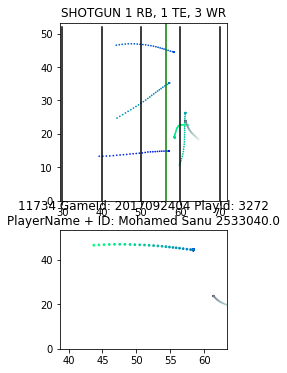 SHOTGUN 1 RB, 1 TE, 3 WR
50
40
30
20
10
0
30 40 50 60 70
11734 GameId: 2017092404 PlayId: 3272
PlayerName + ID: Mohamed Sanu 2533040.0
40
20
0
40 45 50 55 60